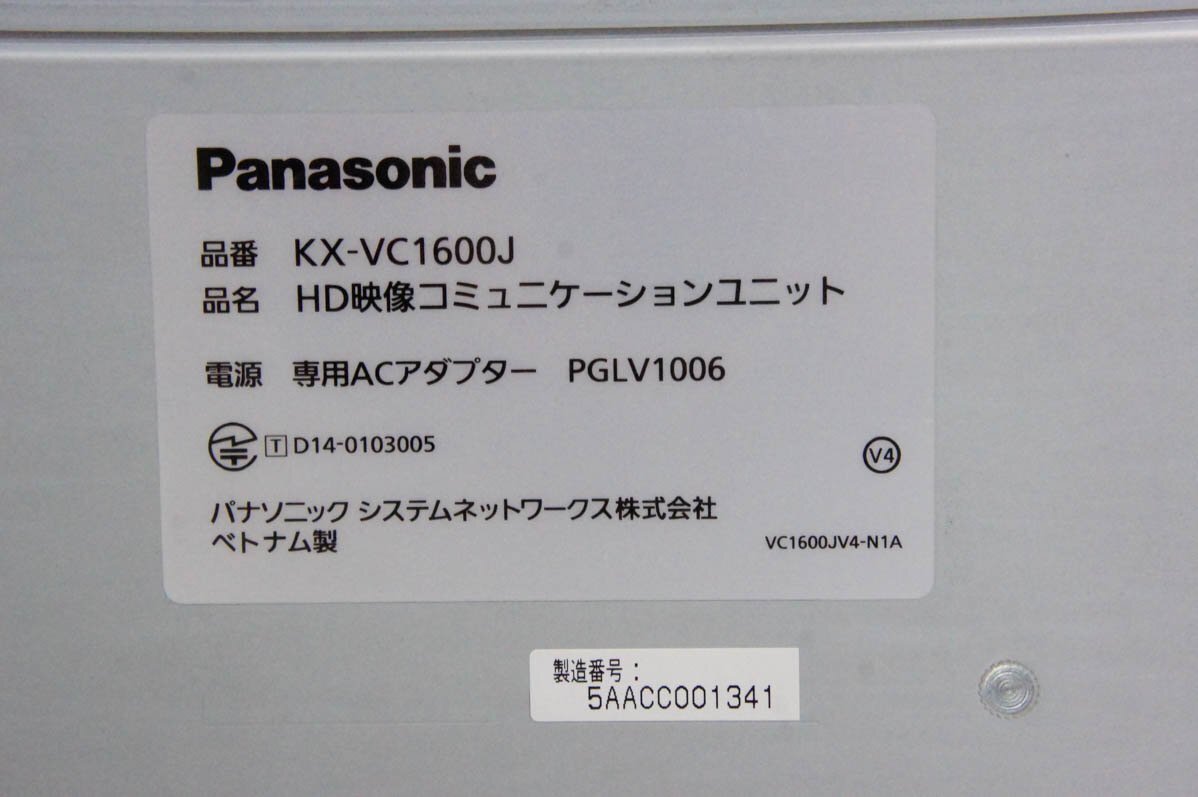 Panasonic
品番 KX-VC1600J
品名 HD映像コミュニケーションユニット
電源 専用ACアダプター PGLV1006
T D14-0103005
V4
パナソニック システムネットワークス株式会社
ベトナム製
VC1600JV4-N1A
製造番号：
5AACC001341